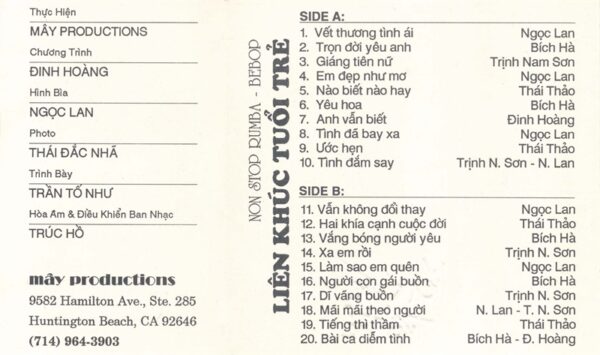 Thực Hiện
MÂY PRODUCTIONS
Chương Trình
ĐINH HOÀNG
Hình Bìa
NGỌC LAN
Photo
THÁI ĐẮC NHÃ
Trình Bày
TRẦN TỐ NHƯ
Hòa Âm & Điều Khiển Ban Nhạc
TRÚC HỒ
mây productions
9582 Hamilton Ave., Ste. 285
Huntington Beach, CA 92646
(714) 964-3903
NON STOP RUMBA - BEBOP
LIÊN KHÚC TUỔI TRẺ
SIDE A:
1. Vết thương tình ái Ngọc Lan
2. Trọn đời yêu anh Bích Hà
3. Giáng tiên nữ Trịnh Nam Sơn
4. Em đẹp như mơ Ngọc Lan
5. Nào biết nào hay Thái Thảo
6. Yêu hoa Bích Hà
7. Anh vẫn biết Đinh Hoàng
8. Tình đã bay xa Ngọc Lan
9. Ước hẹn Thái Thảo
10. Tình đắm say Trịnh N. Sơn - N. Lan
SIDE B:
11. Vẫn không đổi thay Ngọc Lan
12. Hai khía cạnh cuộc đời Thái Thảo
13. Vắng bóng người yêu Bích Hà
14. Xa em rồi Trịnh N. Sơn
15. Làm sao em quên Ngọc Lan
16. Người con gái buồn Bích Hà
17. Dĩ vãng buồn Trịnh N. Sơn
18. Mãi mãi theo người N. Lan - T. N. Sơn
19. Tiếng thì thầm Thái Thảo
20. Bài ca diễm tình Bích Hà - Đ. Hoàng